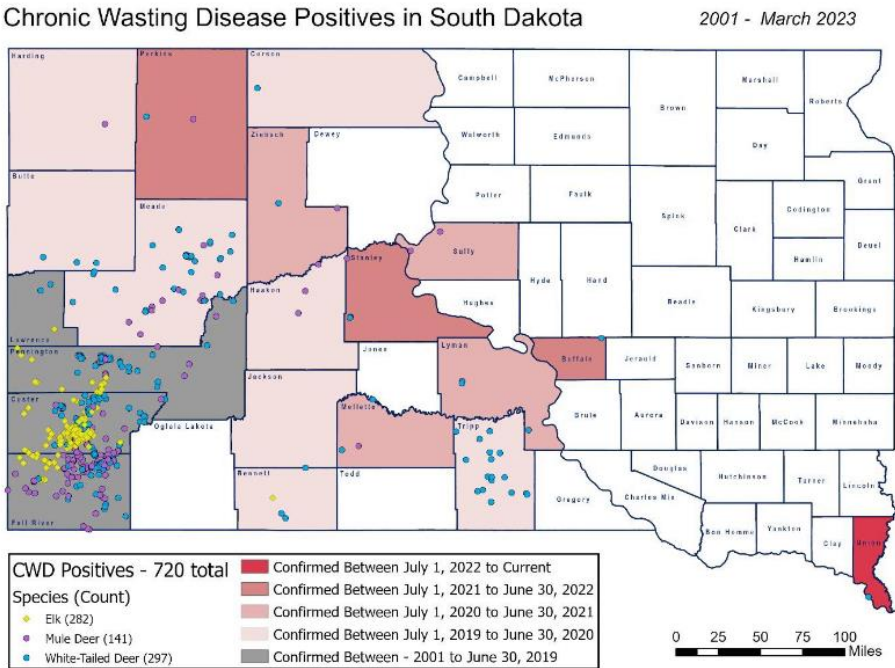 Chronic Wasting Disease Positives in South Dakota
2001 - March 2023
Harding
Perkins
Corson
Campbell
McPherson
Marshall
Roberts
Brown
Walworth
Edmunds
Day
Ziebach
Dewey
Grant
Butte
Potter
Faulk
Codington
Meade
Spink
Clark
Deuel
Stanley
Sully
Hyde
Hand
Hamlin
Haakon
Hughes
Beadle
Kingsbury
Brookings
Lawrence
Pennington
Jones
Lyman
Buffalo
Jerauld
Sanborn
Miner
Lake
Moody
Custer
Jackson
Mellette
Oglala Lakota
Tripp
Brule
Aurora
Davison
Hanson
McCook
Minnehaha
Bennett
Todd
Gregory
Douglas
Charles Mix
Hutchinson
Turner
Lincoln
Fall River
Bon Homme
Yankton
Clay
Union
CWD Positives - 720 total
Species (Count)
Elk (282)
Mule Deer (141)
White-Tailed Deer (297)
Confirmed Between July 1, 2022 to Current
Confirmed Between July 1, 2021 to June 30, 2022
Confirmed Between July 1, 2020 to June 30, 2021
Confirmed Between July 1, 2019 to June 30, 2020
Confirmed Between - 2001 to June 30, 2019
0 25 50 100
Miles